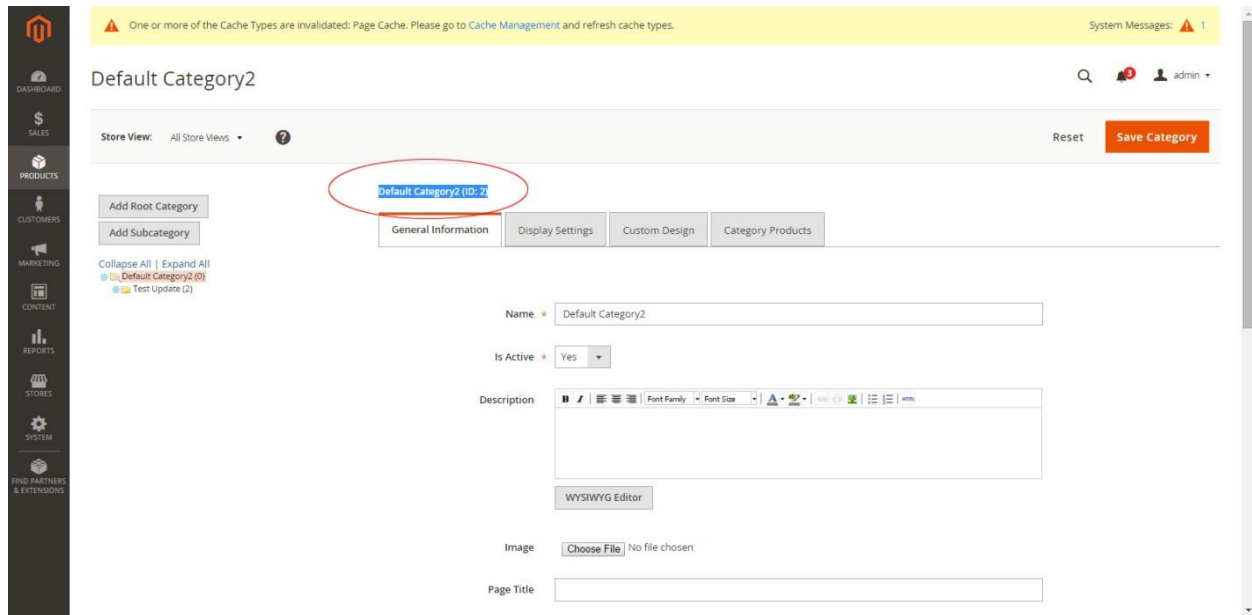 One or more of the Cache Types are invalidated: Page Cache. Please go to Cache Management and refresh cache types.
System Messages: 1
Default Category2
3
admin
DASHBOARD
SALES
PRODUCTS
CUSTOMERS
MARKETING
CONTENT
REPORTS
STORES
SYSTEM
FIND PARTNERS
& EXTENSIONS
Store View: All Store Views
?
Reset
Save Category
Add Root Category
Add Subcategory
Collapse All | Expand All
Default Category2 (0)
Test Update (2)
Default Category2 (ID: 2)
General Information
Display Settings
Custom Design
Category Products
Name * Default Category2
Is Active * Yes
Description
B I Font Family Font Size A HTML
WYSIWYG Editor
Image Choose File No file chosen
Page Title